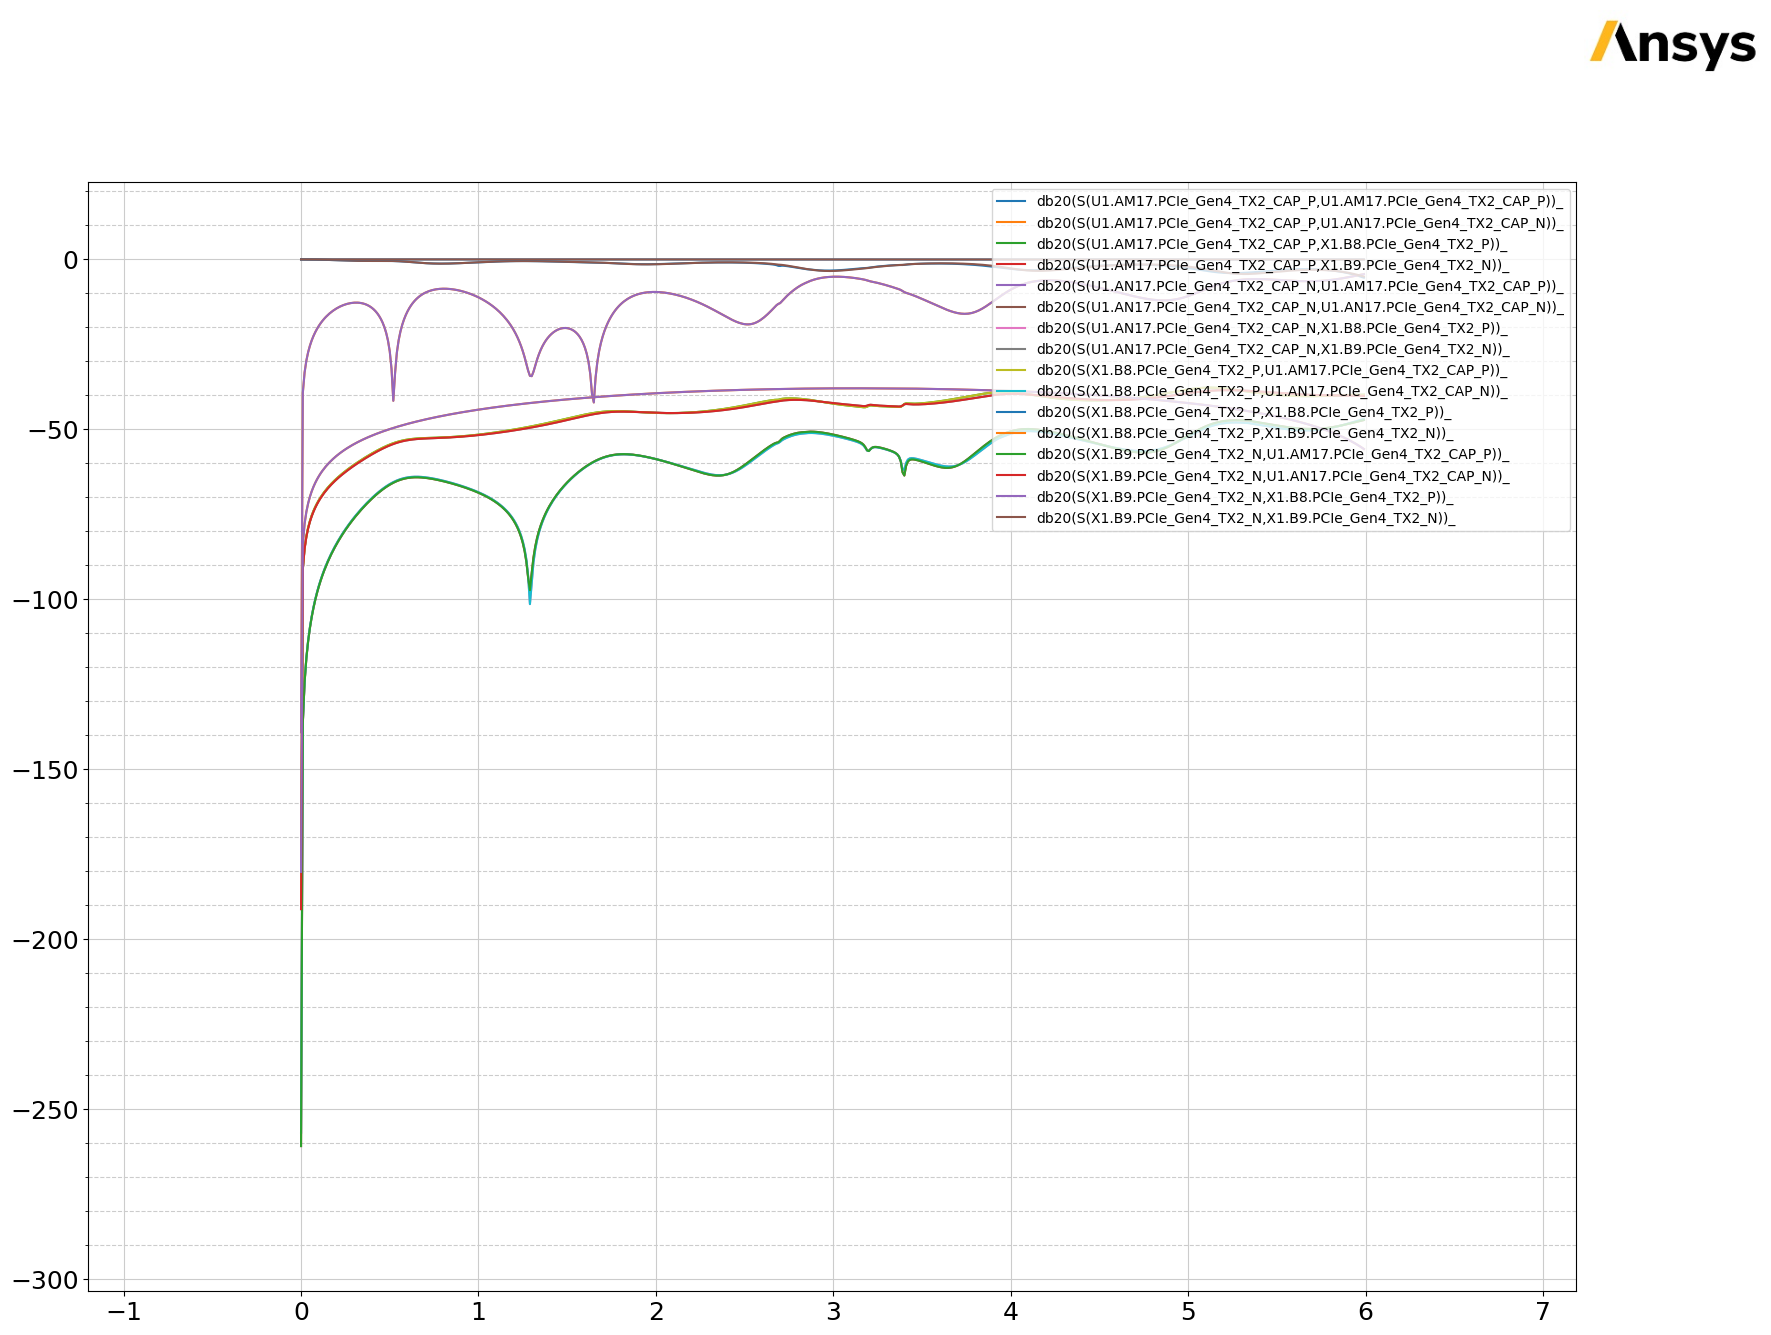 Ansys
db20(S(U1.AM17.PCIe_Gen4_TX2_CAP_P,U1.AM17.PCIe_Gen4_TX2_CAP_P))_
db20(S(U1.AM17.PCIe_Gen4_TX2_CAP_P,U1.AN17.PCIe_Gen4_TX2_CAP_N))_
db20(S(U1.AM17.PCIe_Gen4_TX2_CAP_P,X1.B8.PCIe_Gen4_TX2_P))_
db20(S(U1.AM17.PCIe_Gen4_TX2_CAP_P,X1.B9.PCIe_Gen4_TX2_N))_
db20(S(U1.AN17.PCIe_Gen4_TX2_CAP_N,U1.AM17.PCIe_Gen4_TX2_CAP_P))_
db20(S(U1.AN17.PCIe_Gen4_TX2_CAP_N,U1.AN17.PCIe_Gen4_TX2_CAP_N))_
db20(S(U1.AN17.PCIe_Gen4_TX2_CAP_N,X1.B8.PCIe_Gen4_TX2_P))_
db20(S(U1.AN17.PCIe_Gen4_TX2_CAP_N,X1.B9.PCIe_Gen4_TX2_N))_
db20(S(X1.B8.PCIe_Gen4_TX2_P,U1.AM17.PCIe_Gen4_TX2_CAP_P))_
db20(S(X1.B8.PCIe_Gen4_TX2_P,U1.AN17.PCIe_Gen4_TX2_CAP_N))_
db20(S(X1.B8.PCIe_Gen4_TX2_P,X1.B8.PCIe_Gen4_TX2_P))_
db20(S(X1.B8.PCIe_Gen4_TX2_P,X1.B9.PCIe_Gen4_TX2_N))_
db20(S(X1.B9.PCIe_Gen4_TX2_N,U1.AM17.PCIe_Gen4_TX2_CAP_P))_
db20(S(X1.B9.PCIe_Gen4_TX2_N,U1.AN17.PCIe_Gen4_TX2_CAP_N))_
db20(S(X1.B9.PCIe_Gen4_TX2_N,X1.B8.PCIe_Gen4_TX2_P))_
db20(S(X1.B9.PCIe_Gen4_TX2_N,X1.B9.PCIe_Gen4_TX2_N))_
0
−50
−100
−150
−200
−250
−300
−1 0 1 2 3 4 5 6 7